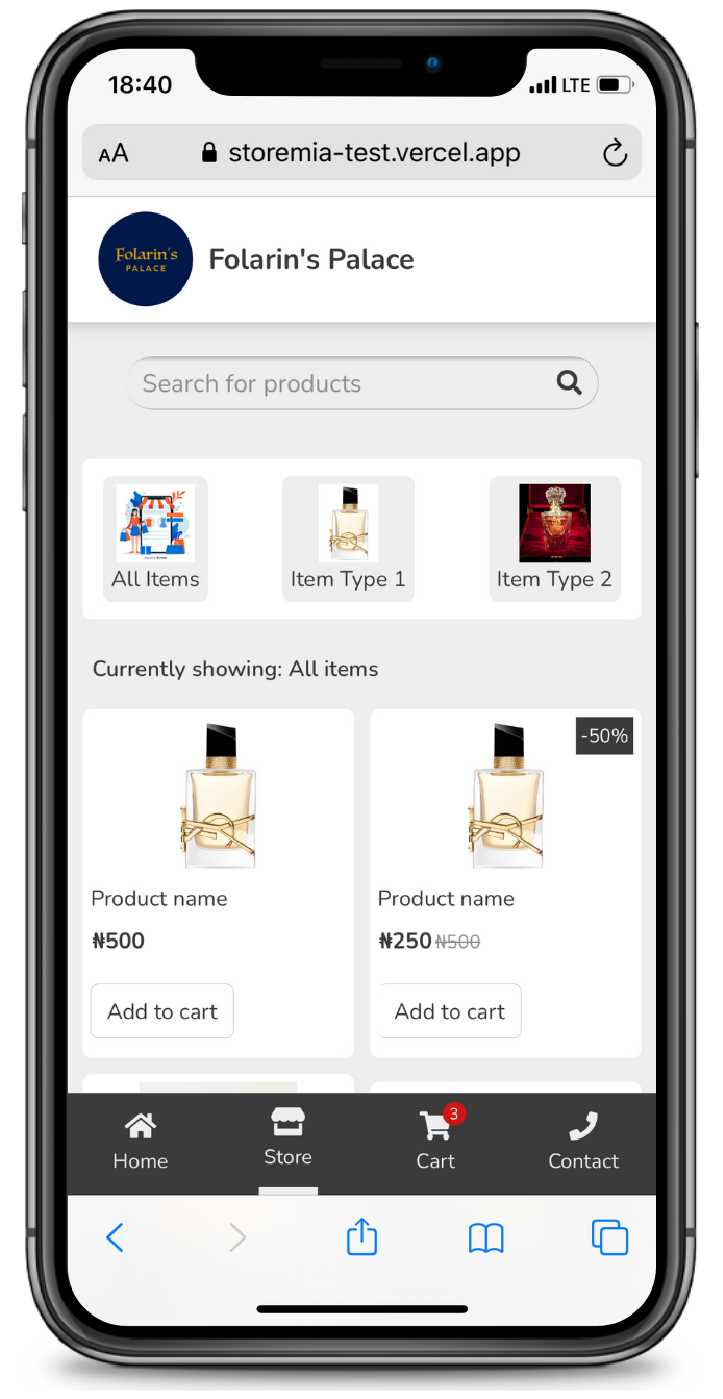 18:40
LTE
AA
storemia-test.vercel.app
Folarin's
PALACE
Folarin's Palace
Search for products
All Items
Item Type 1
Item Type 2
Currently showing: All items
-50%
Product name
Product name
₦500
₦250 ₦500
Add to cart
Add to cart
3
Home
Store
Cart
Contact